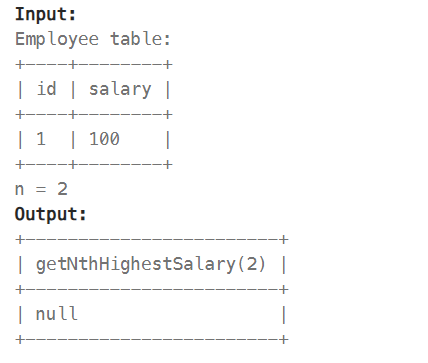 Input:
Employee table:
+----+--------+
| id | salary |
+----+--------+
| 1  | 100    |
+----+--------+
n = 2
Output:
+------------------------+
| getNthHighestSalary(2) |
+------------------------+
| null                   |
+------------------------+